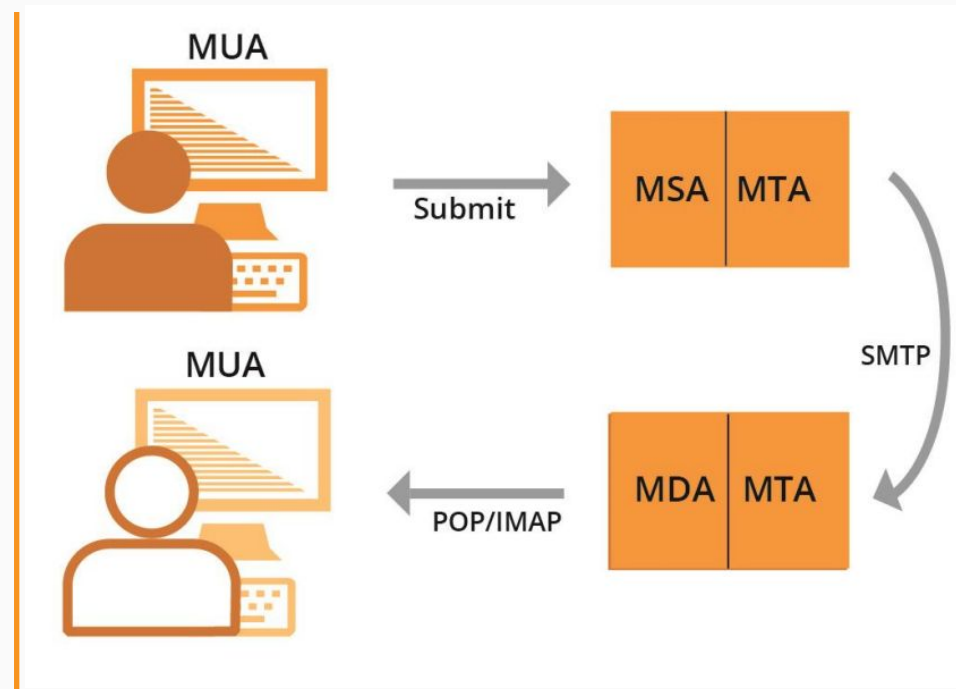 MUA
Submit
MSA MTA
SMTP
MDA MTA
POP/IMAP
MUA